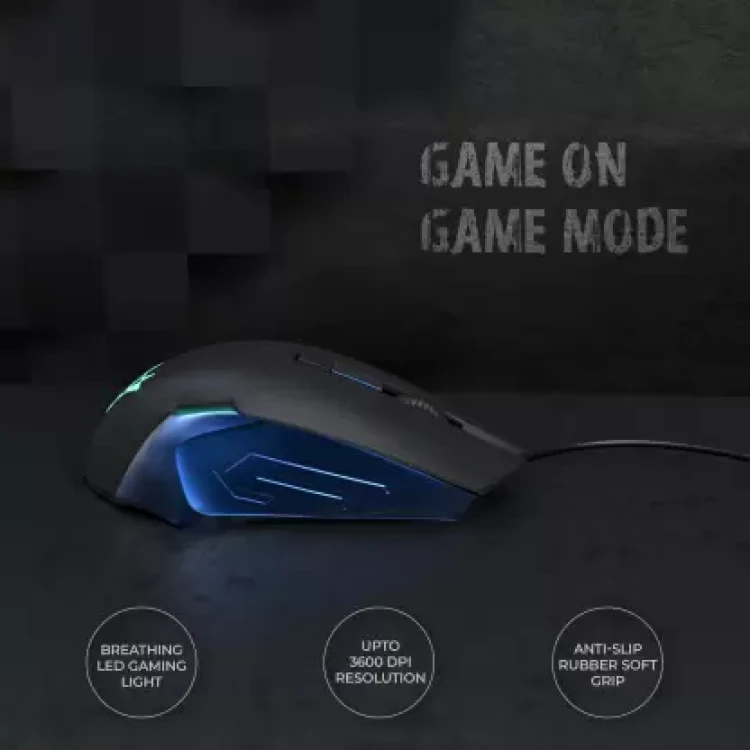 GAME ON
GAME MODE
BREATHING
LED GAMING
LIGHT
UPTO
3600 DPI
RESOLUTION
ANTI-SLIP
RUBBER SOFT
GRIP